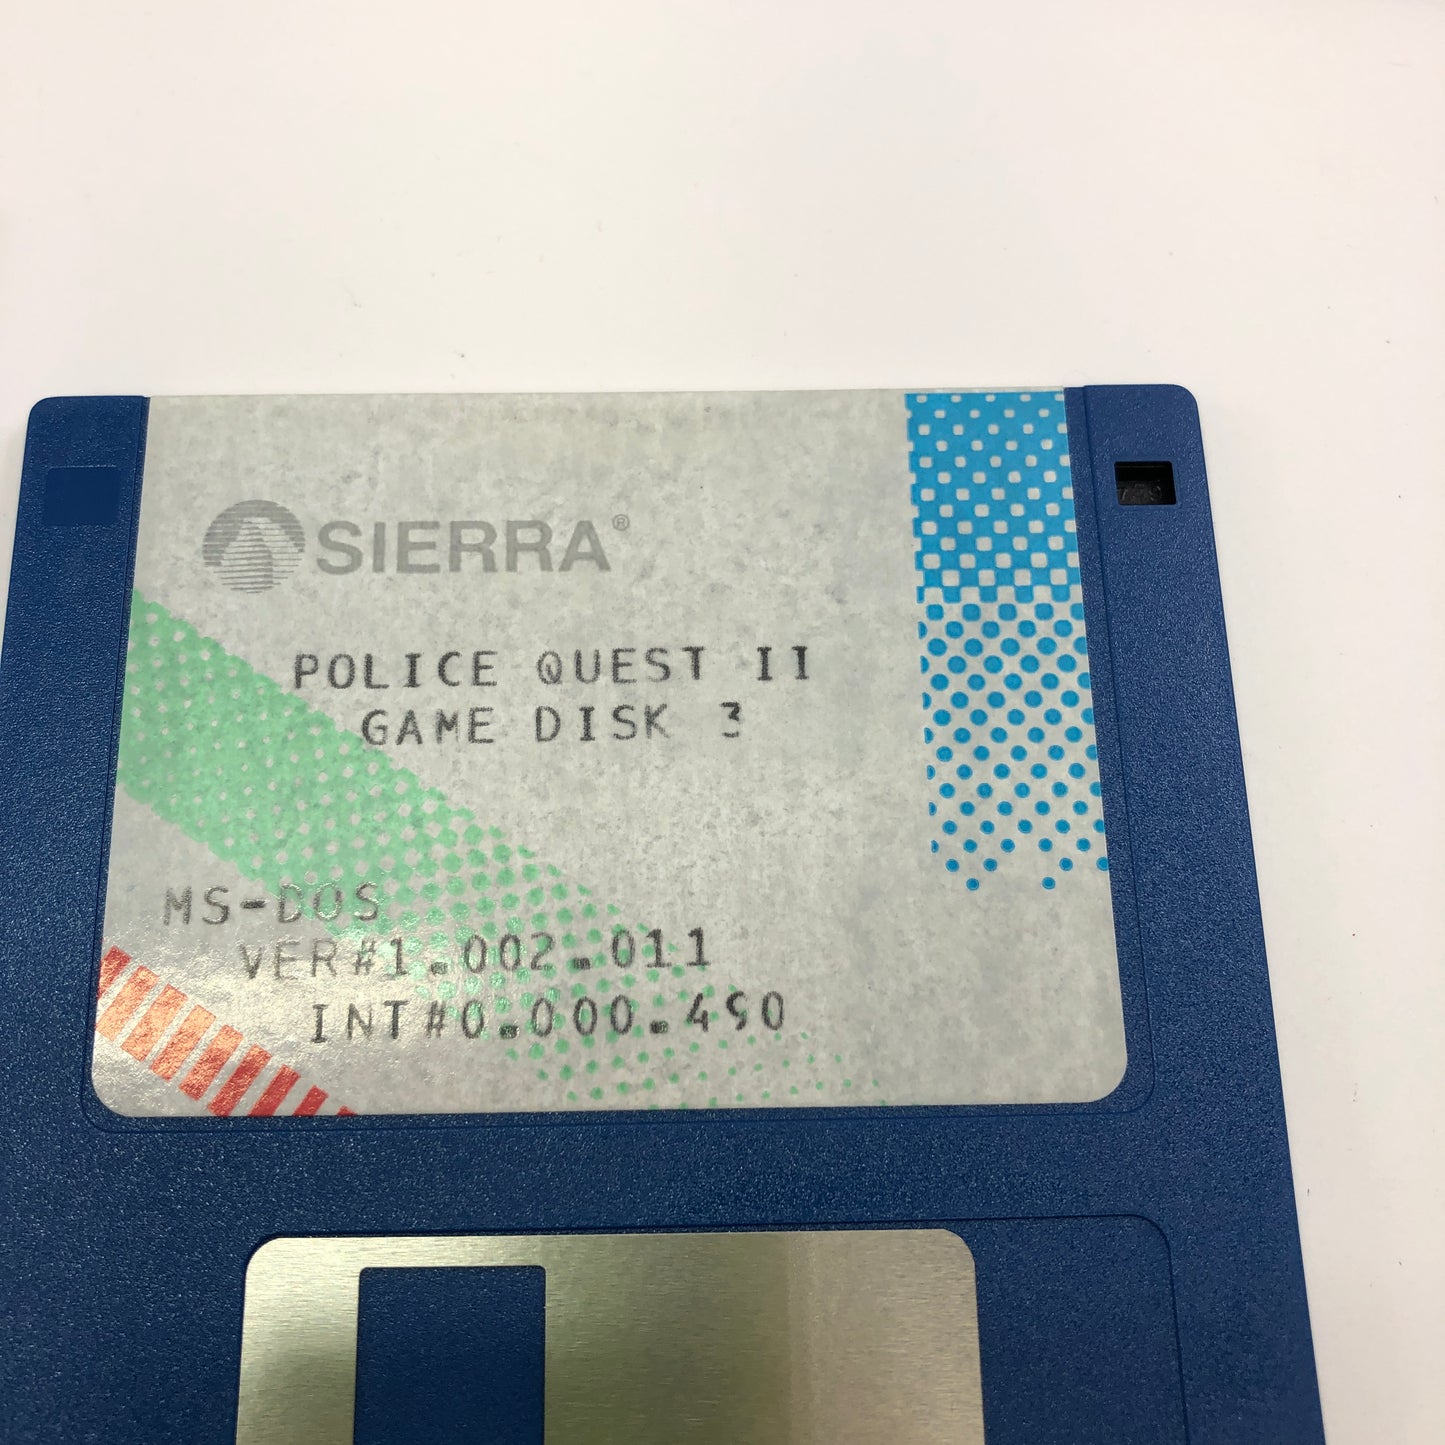 SIERRA®
POLICE QUEST II
GAME DISK 3
MS-DOS
VER#1.002.011
INT#0.000.490